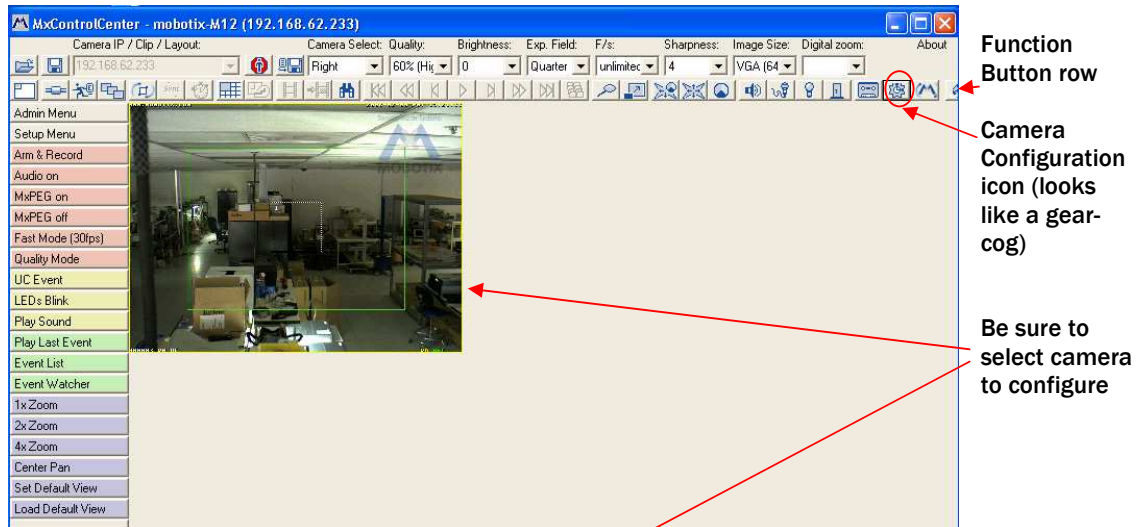 MxControlCenter - mobotix-M12 (192.168.62.233)
Camera IP / Clip / Layout: Camera Select: Quality: Brightness: Exp. Field: F/s: Sharpness: Image Size: Digital zoom: About
192.168.62.233 Right 60% (Hig 0 Quarter unlimitec 4 VGA (64
Admin Menu
Setup Menu
Arm & Record
Audio on
MxPEG on
MxPEG off
Fast Mode (30fps)
Quality Mode
UC Event
LEDs Blink
Play Sound
Play Last Event
Event List
Event Watcher
1x Zoom
2x Zoom
4x Zoom
Center Pan
Set Default View
Load Default View
MOBOTIX
Function
Button row
Camera
Configuration
icon (looks
like a gear-
cog)
Be sure to
select camera
to configure